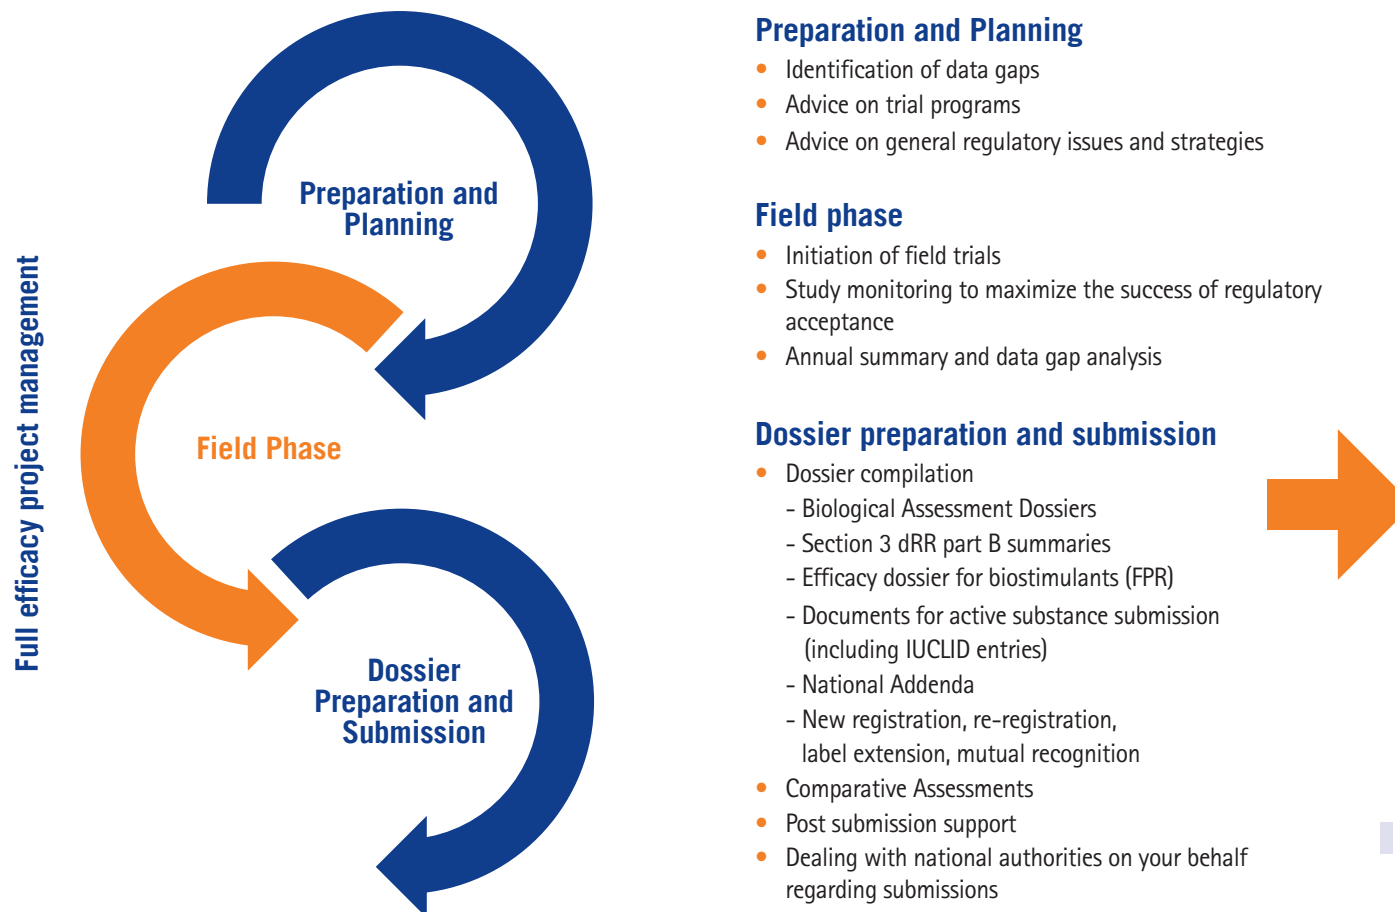 Full efficacy project management
Preparation and
Planning
Field Phase
Dossier
Preparation and
Submission
Preparation and Planning
• Identification of data gaps
• Advice on trial programs
• Advice on general regulatory issues and strategies
Field phase
• Initiation of field trials
• Study monitoring to maximize the success of regulatory
acceptance
• Annual summary and data gap analysis
Dossier preparation and submission
• Dossier compilation
- Biological Assessment Dossiers
- Section 3 dRR part B summaries
- Efficacy dossier for biostimulants (FPR)
- Documents for active substance submission
(including IUCLID entries)
- National Addenda
- New registration, re-registration,
label extension, mutual recognition
• Comparative Assessments
• Post submission support
• Dealing with national authorities on your behalf
regarding submissions